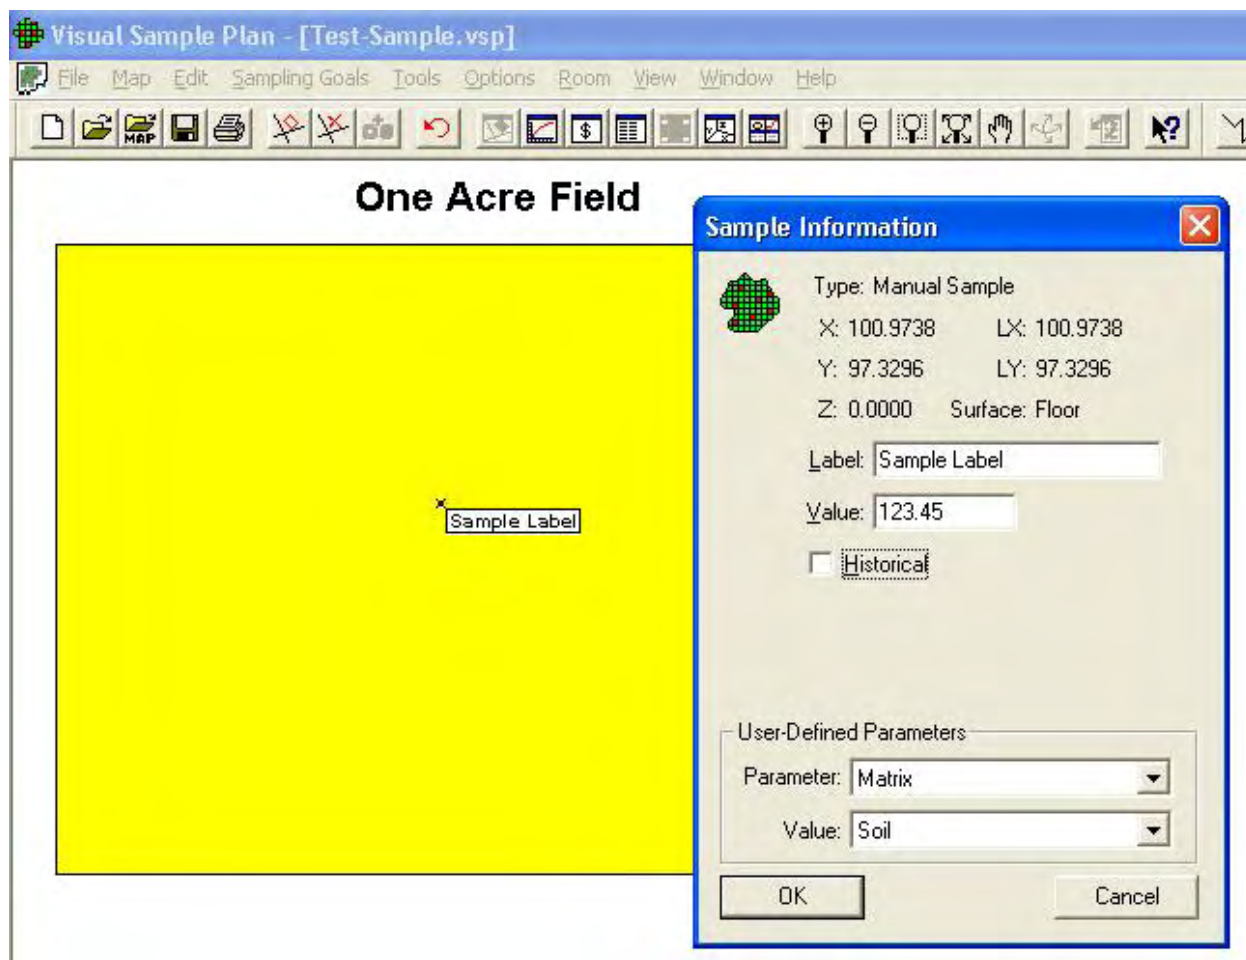 Visual Sample Plan - [Test-Sample.vsp]
File Map Edit Sampling Goals Tools Options Room View Window Help
MAP
One Acre Field
Sample Label
Sample Information
Type: Manual Sample
X: 100.9738 LX: 100.9738
Y: 97.3296 LY: 97.3296
Z: 0.0000 Surface: Floor
Label: Sample Label
Value: 123.45
Historical
User-Defined Parameters
Parameter: Matrix
Value: Soil
OK Cancel